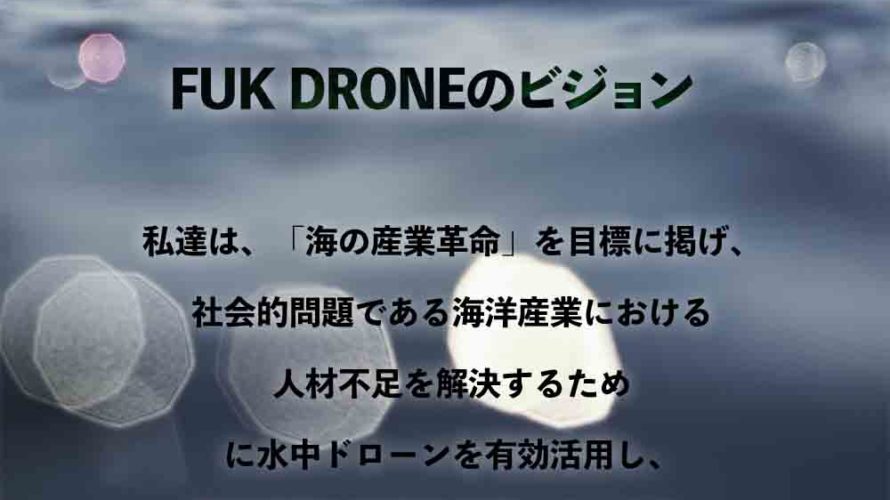 FUK DRONEのビジョン
私達は、「海の産業革命」を目標に掲げ、
社会的問題である海洋産業における
人材不足を解決するため
に水中ドローンを有効活用し、